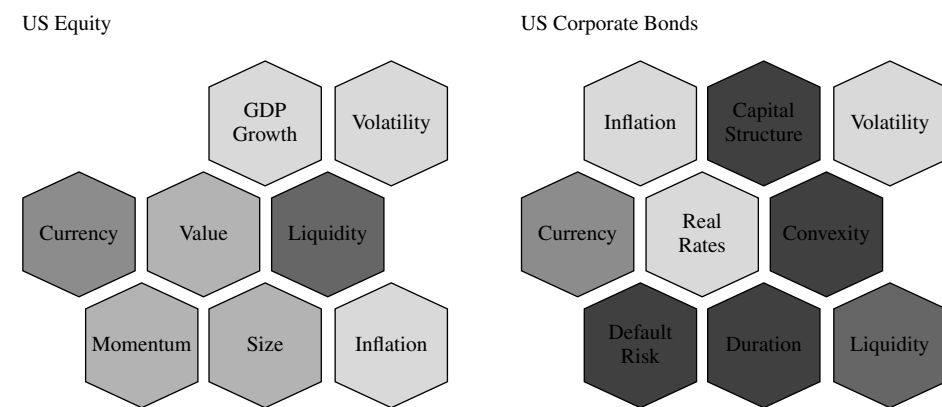 US Equity
GDP
Growth
Volatility
Currency
Value
Liquidity
Momentum
Size
Inflation
US Corporate Bonds
Inflation
Capital
Structure
Volatility
Currency
Real
Rates
Convexity
Default
Risk
Duration
Liquidity